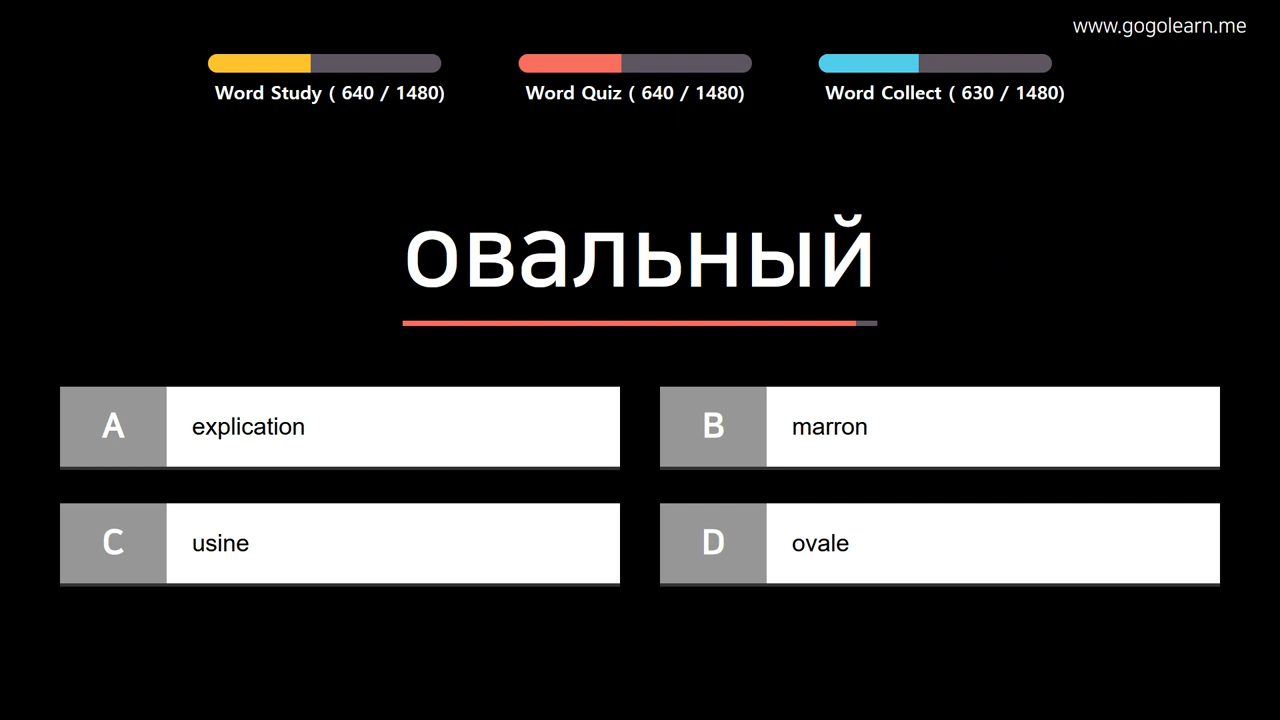 www.gogolearn.me
Word Study ( 640 / 1480)
Word Quiz ( 640 / 1480)
Word Collect ( 630 / 1480)
овальный
A explication
B marron
C usine
D ovale